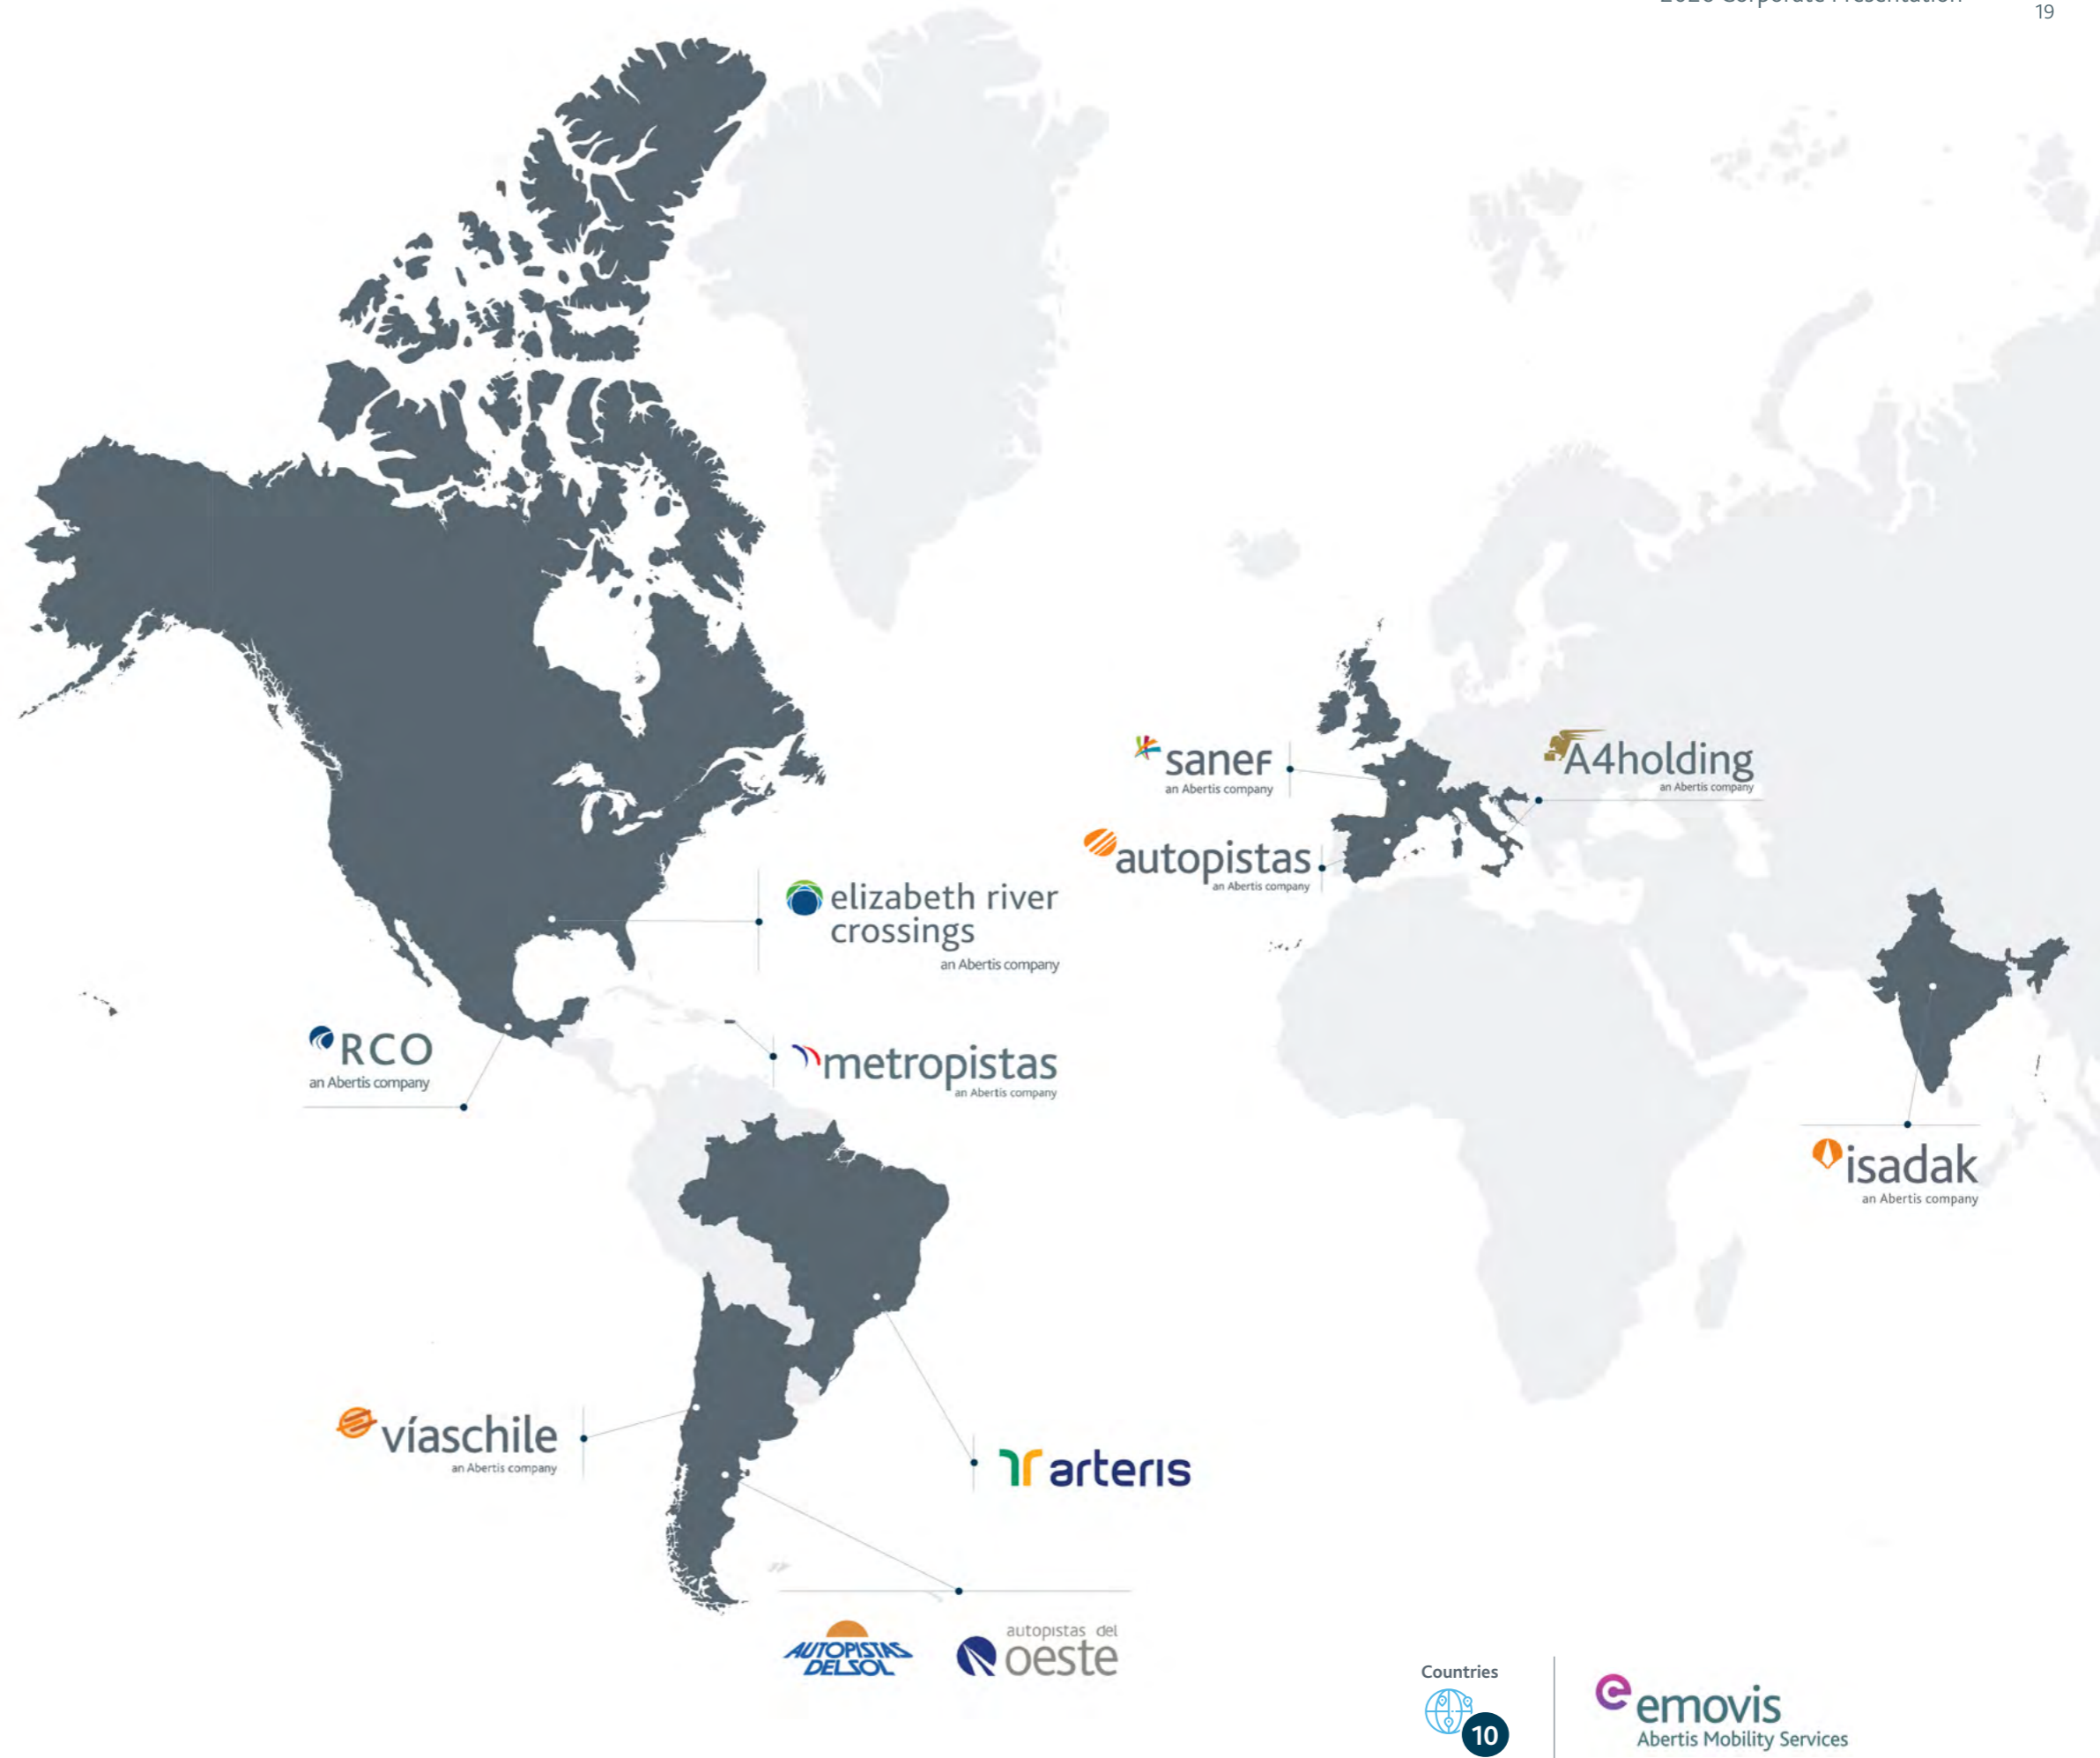 19
sanef
an Abertis company
A4holding
an Abertis company
autopistas
an Abertis company
elizabeth river
crossings
an Abertis company
RCO
an Abertis company
metropistas
an Abertis company
isadak
an Abertis company
víaschile
an Abertis company
arteris
AUTOPISTAS
DEL SOL
autopistas del
oeste
Countries
10
emovis
Abertis Mobility Services